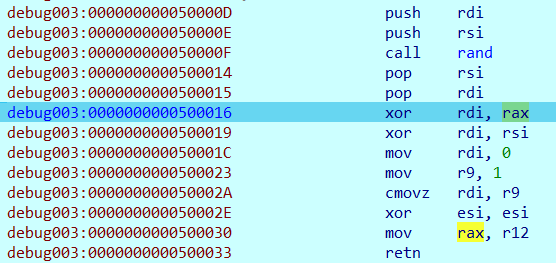 debug003:000000000050000D push rdi
debug003:000000000050000E push rsi
debug003:000000000050000F call rand
debug003:0000000000500014 pop rsi
debug003:0000000000500015 pop rdi
debug003:0000000000500016 xor rdi, rax
debug003:0000000000500019 xor rdi, rsi
debug003:000000000050001C mov rdi, 0
debug003:0000000000500023 mov r9, 1
debug003:000000000050002A cmovz rdi, r9
debug003:000000000050002E xor esi, esi
debug003:0000000000500030 mov rax, r12
debug003:0000000000500033 retn